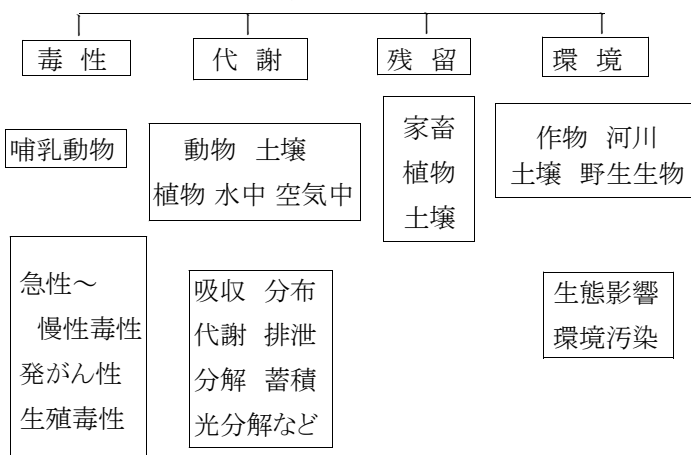 毒 性
代 謝
残 留
環 境
哺乳動物
動物 土壌
植物 水中 空気中
家畜
植物
土壌
作物 河川
土壌 野生生物
急性~
慢性毒性
発がん性
生殖毒性
吸収 分布
代謝 排泄
分解 蓄積
光分解など
生態影響
環境汚染